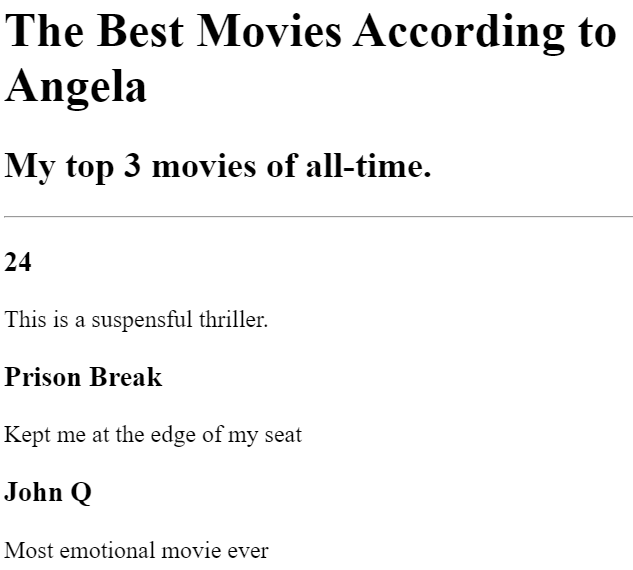 The Best Movies According to
Angela
My top 3 movies of all-time.
24
This is a suspensful thriller.
Prison Break
Kept me at the edge of my seat
John Q
Most emotional movie ever